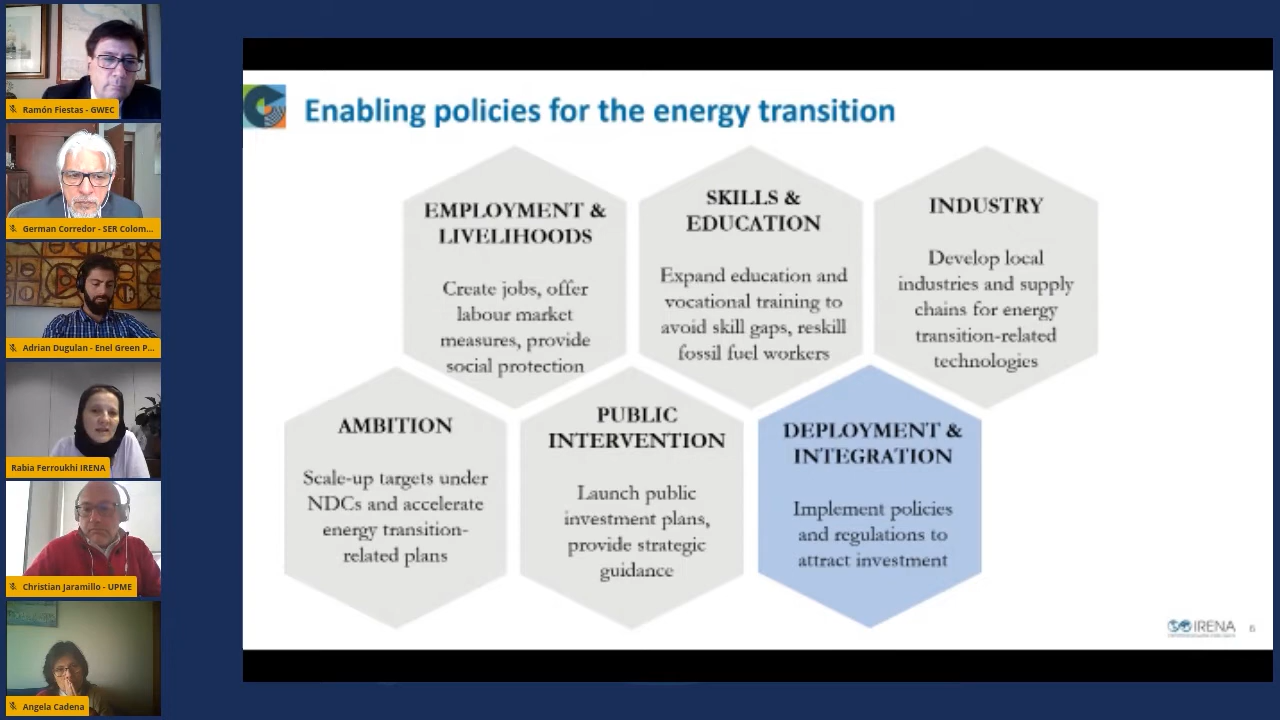 Ramón Fiestas - GWEC
German Corredor - SER Colom...
Adrian Dugulan - Enel Green P...
Rabia Ferroukhi IRENA
Christian Jaramillo - UPME
Angela Cadena
Enabling policies for the energy transition
EMPLOYMENT &
LIVELIHOODS
Create jobs, offer
labour market
measures, provide
social protection
SKILLS &
EDUCATION
Expand education and
vocational training to
avoid skill gaps, reskill
fossil fuel workers
INDUSTRY
Develop local
industries and supply
chains for energy
transition-related
technologies
AMBITION
Scale-up targets under
NDCs and accelerate
energy transition-
related plans
PUBLIC
INTERVENTION
Launch public
investment plans,
provide strategic
guidance
DEPLOYMENT &
INTEGRATION
Implement policies
and regulations to
attract investment
IRENA
6